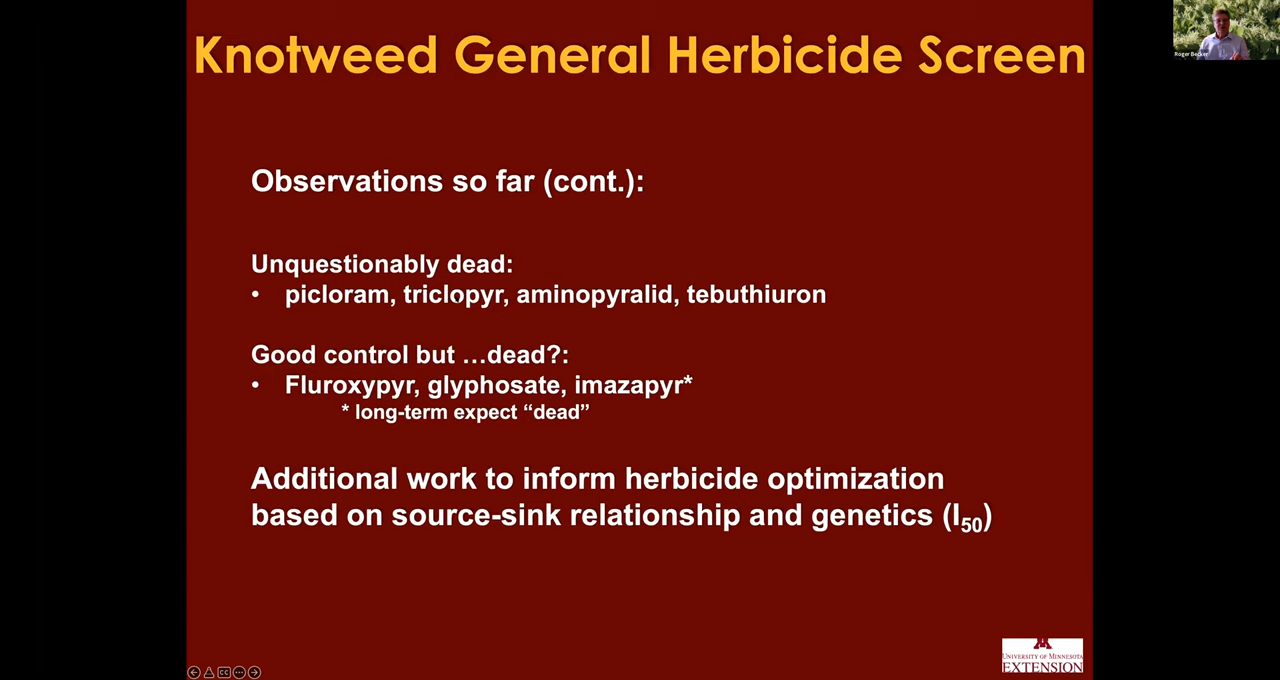 Knotweed General Herbicide Screen
Roger Becker
Observations so far (cont.):
Unquestionably dead:
• picloram, triclopyr, aminopyralid, tebuthiuron
Good control but …dead?:
• Fluroxypyr, glyphosate, imazapyr*
* long-term expect “dead”
Additional work to inform herbicide optimization
based on source-sink relationship and genetics (I50)
UNIVERSITY OF MINNESOTA
EXTENSION